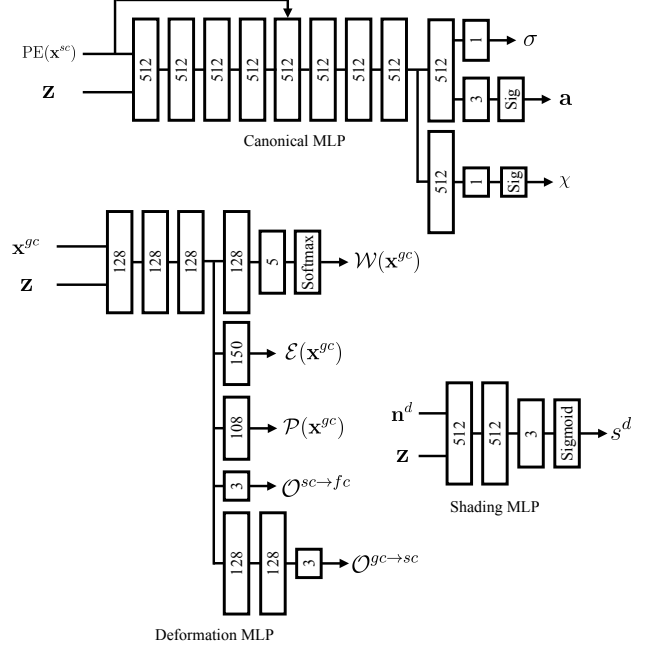 PE(x^{sc})
z
512 512 512 512 512 512 512 512 512
1 σ
3 Sig a
512 1 Sig χ
Canonical MLP
x^{gc}
z
128 128 128 128 5 Softmax 𝒲(x^{gc})
150 ℰ(x^{gc})
108 𝒫(x^{gc})
3 𝒪^{sc→fc}
128 128 3 𝒪^{gc→sc}
Deformation MLP
n^d
z
512 512 3 Sigmoid s^d
Shading MLP